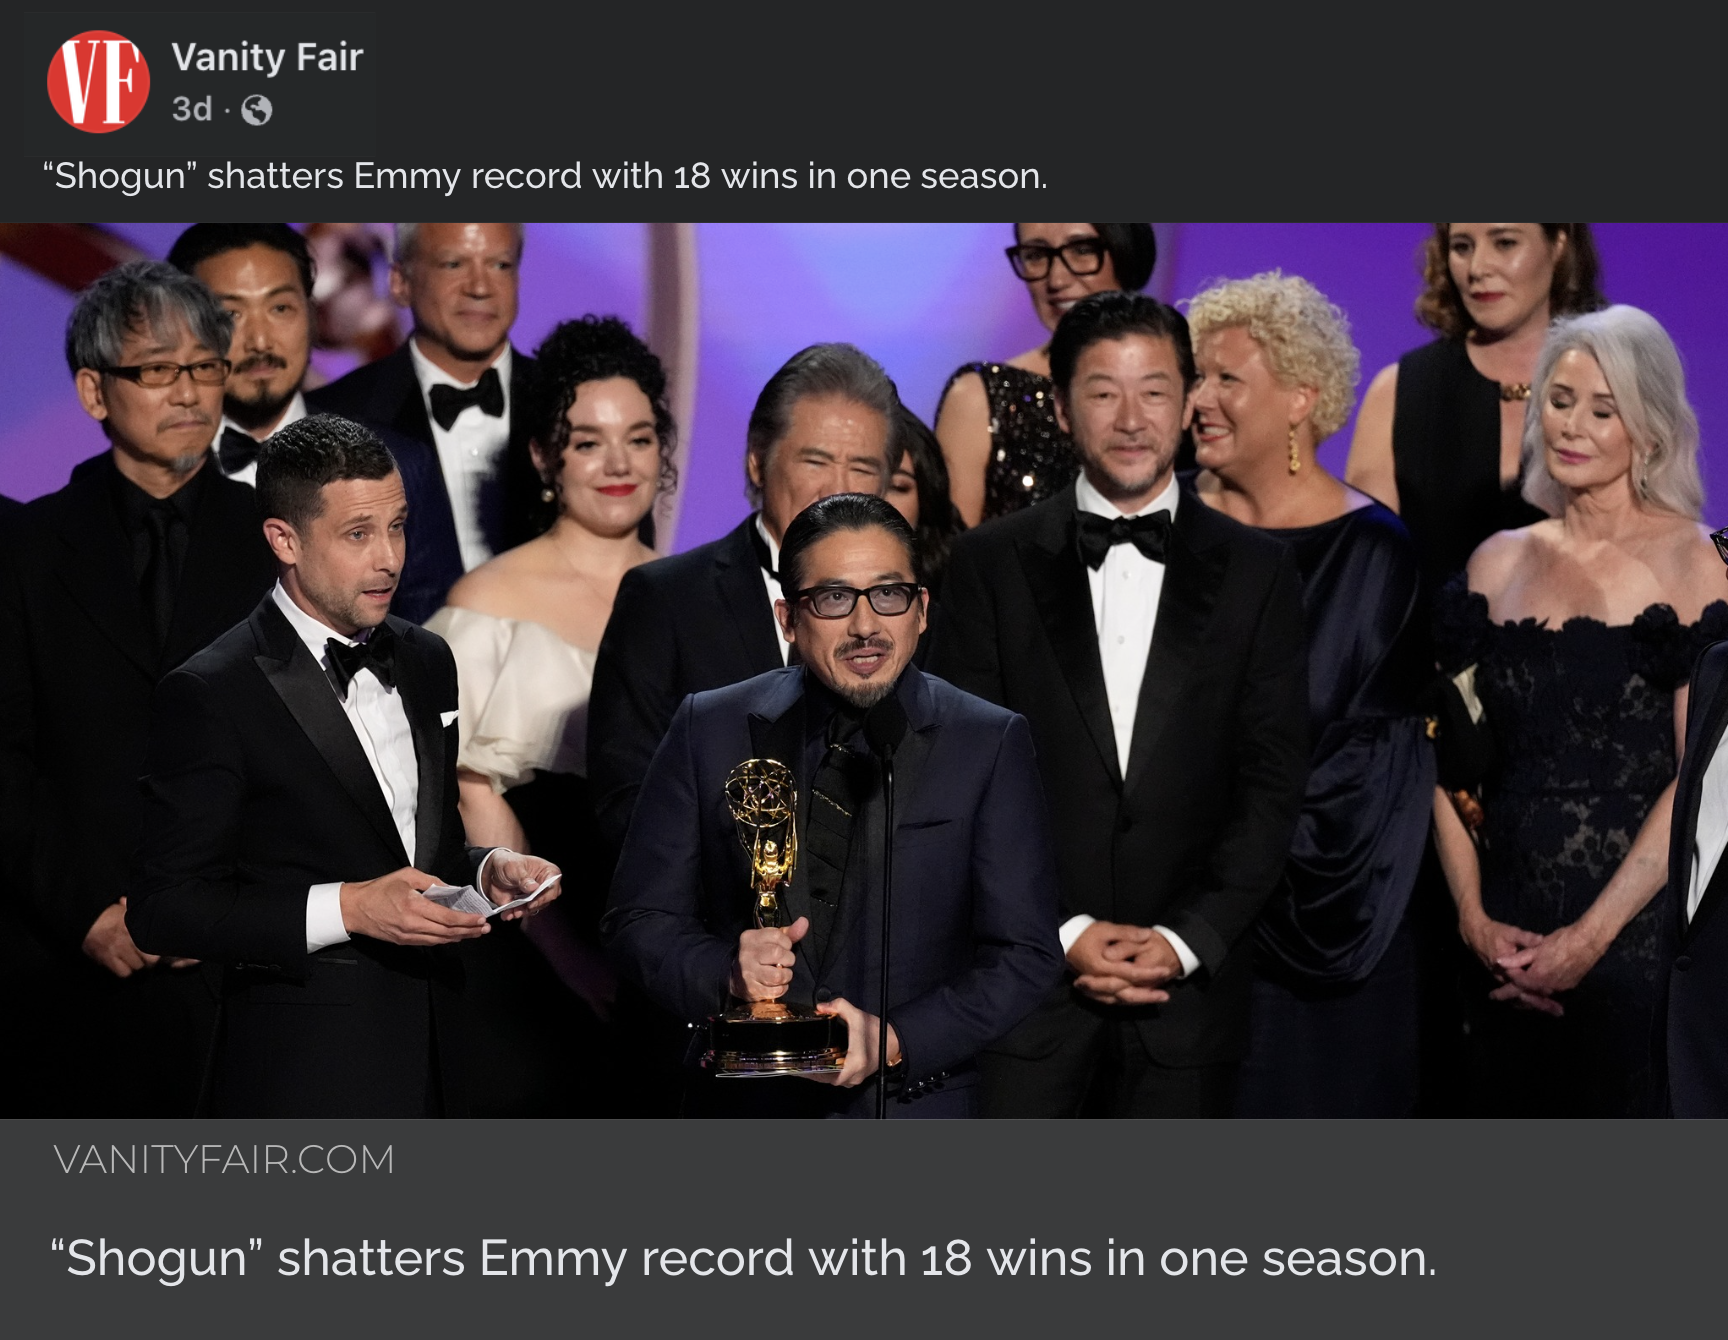 VF
Vanity Fair
3d ·
“Shogun” shatters Emmy record with 18 wins in one season.
VANITYFAIR.COM
“Shogun” shatters Emmy record with 18 wins in one season.